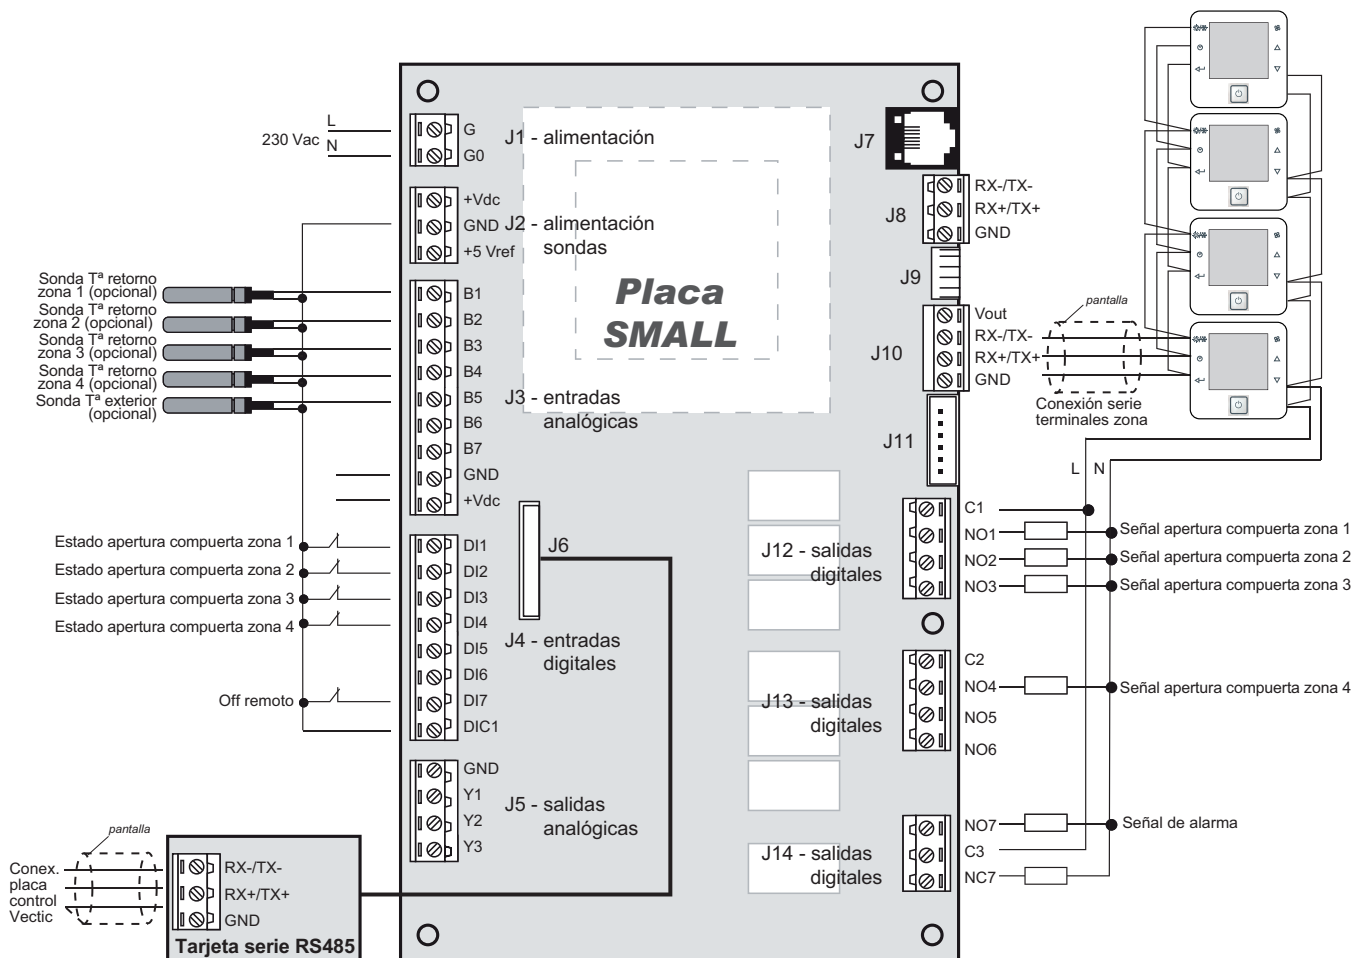 L
230 Vac
N
G
G0
J1 - alimentación
+Vdc
GND
+5 Vref
J2 - alimentación
sondas
Placa
SMALL
Sonda Tª retorno
zona 1 (opcional)
Sonda Tª retorno
zona 2 (opcional)
Sonda Tª retorno
zona 3 (opcional)
Sonda Tª retorno
zona 4 (opcional)
Sonda Tª exterior
(opcional)
B1
B2
B3
B4
B5
B6
B7
GND
+Vdc
J3 - entradas
analógicas
Estado apertura compuerta zona 1
Estado apertura compuerta zona 2
Estado apertura compuerta zona 3
Estado apertura compuerta zona 4
Off remoto
DI1
DI2
DI3
DI4
DI5
DI6
DI7
DIC1
J6
J4 - entradas
digitales
GND
Y1
Y2
Y3
J5 - salidas
analógicas
pantalla
Conex.
placa
control
Vectic
RX-/TX-
RX+/TX+
GND
Tarjeta serie RS485
J7
J8
RX-/TX-
RX+/TX+
GND
J9
J10
Vout
RX-/TX-
RX+/TX+
GND
pantalla
Conexión serie
terminales zona
J11
L N
J12 - salidas
digitales
C1
NO1
NO2
NO3
Señal apertura compuerta zona 1
Señal apertura compuerta zona 2
Señal apertura compuerta zona 3
J13 - salidas
digitales
C2
NO4
NO5
NO6
Señal apertura compuerta zona 4
J14 - salidas
digitales
NO7
C3
NC7
Señal de alarma